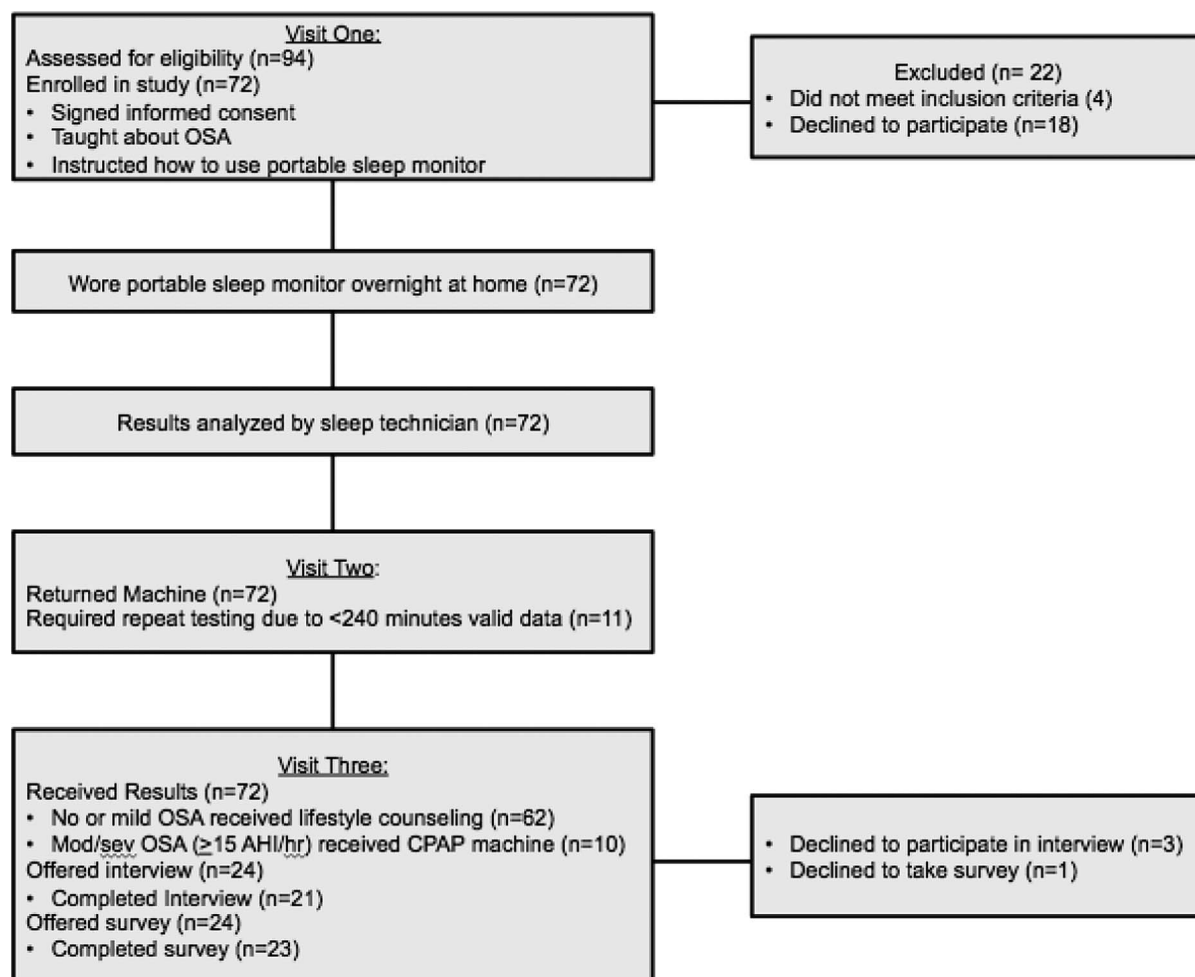 Visit One:
Assessed for eligibility (n=94)
Enrolled in study (n=72)
• Signed informed consent
• Taught about OSA
• Instructed how to use portable sleep monitor
Excluded (n= 22)
• Did not meet inclusion criteria (4)
• Declined to participate (n=18)
Wore portable sleep monitor overnight at home (n=72)
Results analyzed by sleep technician (n=72)
Visit Two:
Returned Machine (n=72)
Required repeat testing due to <240 minutes valid data (n=11)
Visit Three:
Received Results (n=72)
• No or mild OSA received lifestyle counseling (n=62)
• Mod/sev OSA (≥15 AHI/hr) received CPAP machine (n=10)
Offered interview (n=24)
• Completed Interview (n=21)
Offered survey (n=24)
• Completed survey (n=23)
• Declined to participate in interview (n=3)
• Declined to take survey (n=1)